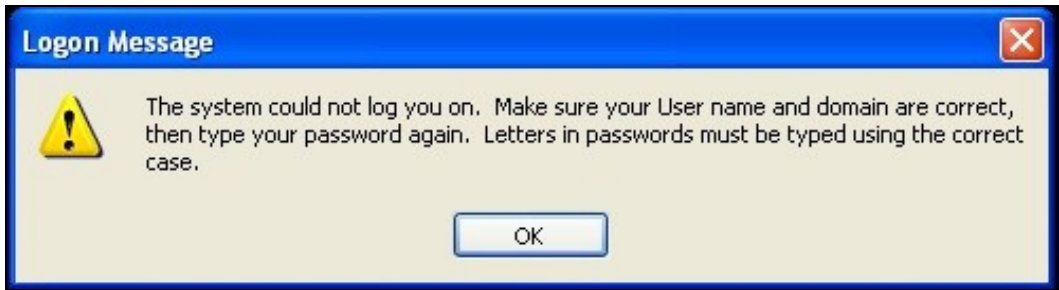 Logon Message
The system could not log you on.  Make sure your User name and domain are correct,
then type your password again.  Letters in passwords must be typed using the correct
case.
OK